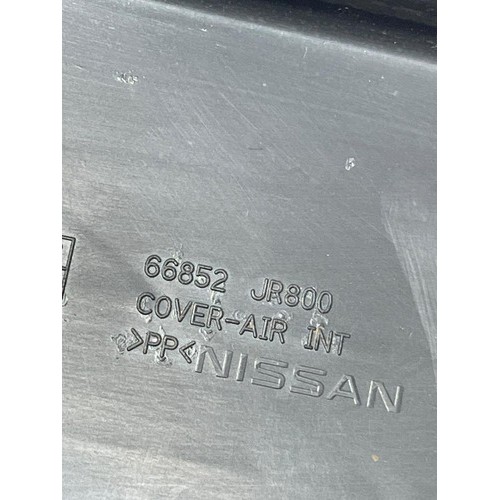 66852 JR800
COVER-AIR INT
>PP< NISSAN